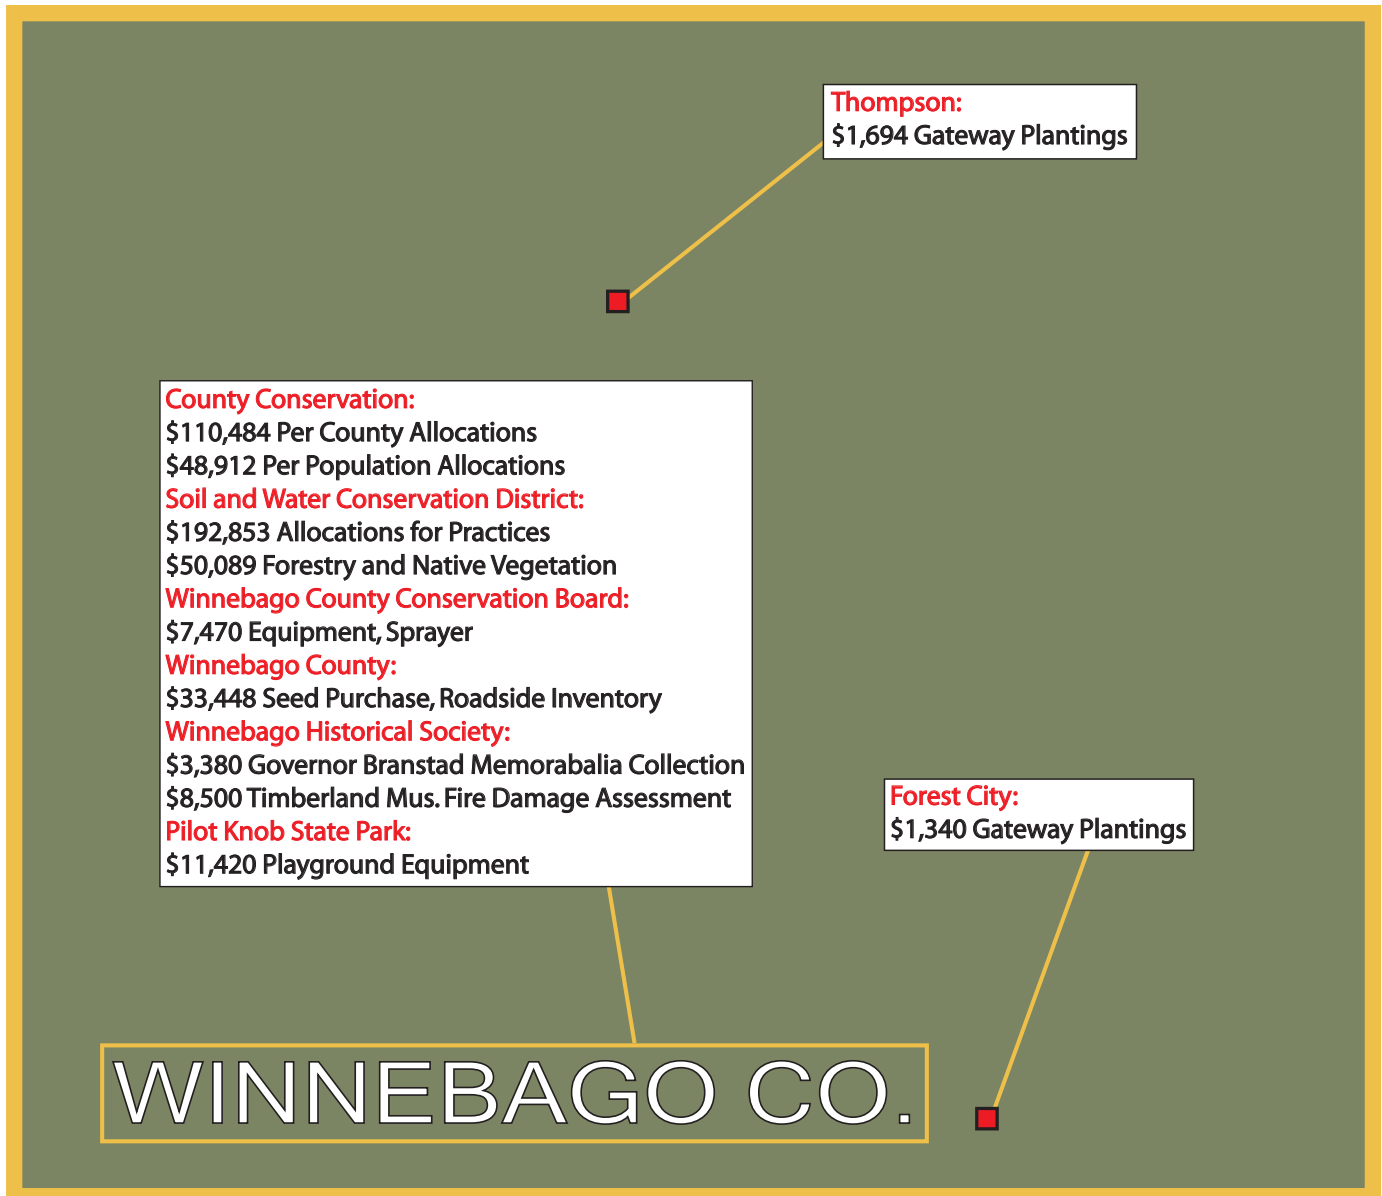 Thompson:
$1,694 Gateway Plantings
County Conservation:
$110,484 Per County Allocations
$48,912 Per Population Allocations
Soil and Water Conservation District:
$192,853 Allocations for Practices
$50,089 Forestry and Native Vegetation
Winnebago County Conservation Board:
$7,470 Equipment, Sprayer
Winnebago County:
$33,448 Seed Purchase, Roadside Inventory
Winnebago Historical Society:
$3,380 Governor Branstad Memorabalia Collection
$8,500 Timberland Mus. Fire Damage Assessment
Pilot Knob State Park:
$11,420 Playground Equipment
Forest City:
$1,340 Gateway Plantings
WINNEBAGO CO.